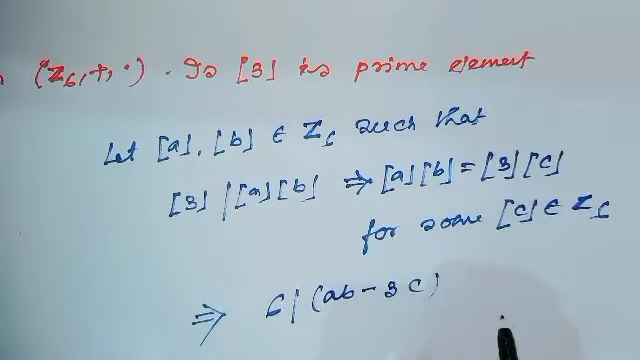 (Z₆,+,·). Is [3] is prime element
Let [a], [b] ∈ Z₆ such that
[3] | [a][b] ⇒ [a][b] = [3][c]
for some [c] ∈ Z₆
⇒ 6 | (ab - 3c)